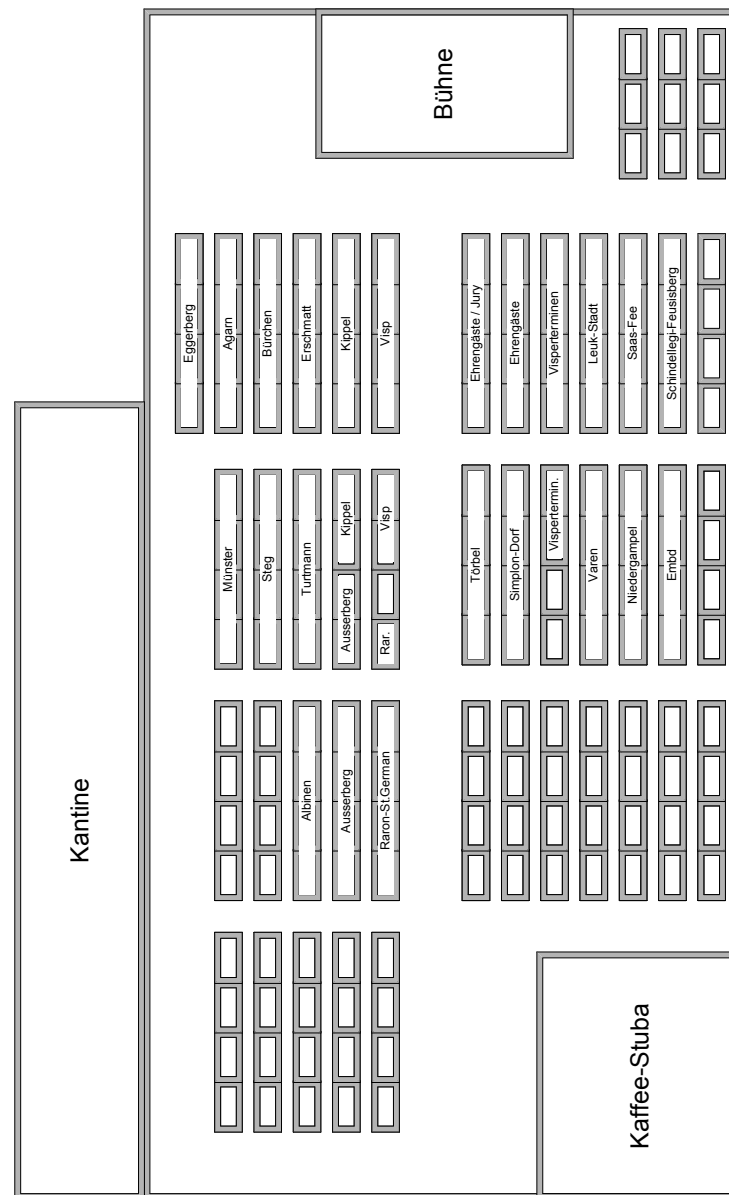 Bühne
Eggerberg
Agarn
Bürchen
Erschmatt
Kippel
Visp
Ehrengäste / Jury
Ehrengäste
Visperterminen
Leuk-Stadt
Saas-Fee
Schindellegi-Feusisberg
Münster
Steg
Turtmann
Kippel
Ausserberg
Visp
Rar.
Törbel
Simplon-Dorf
Vispertermin.
Varen
Niedergampel
Embd
Albinen
Ausserberg
Raron-St.German
Kantine
Kaffee-Stuba